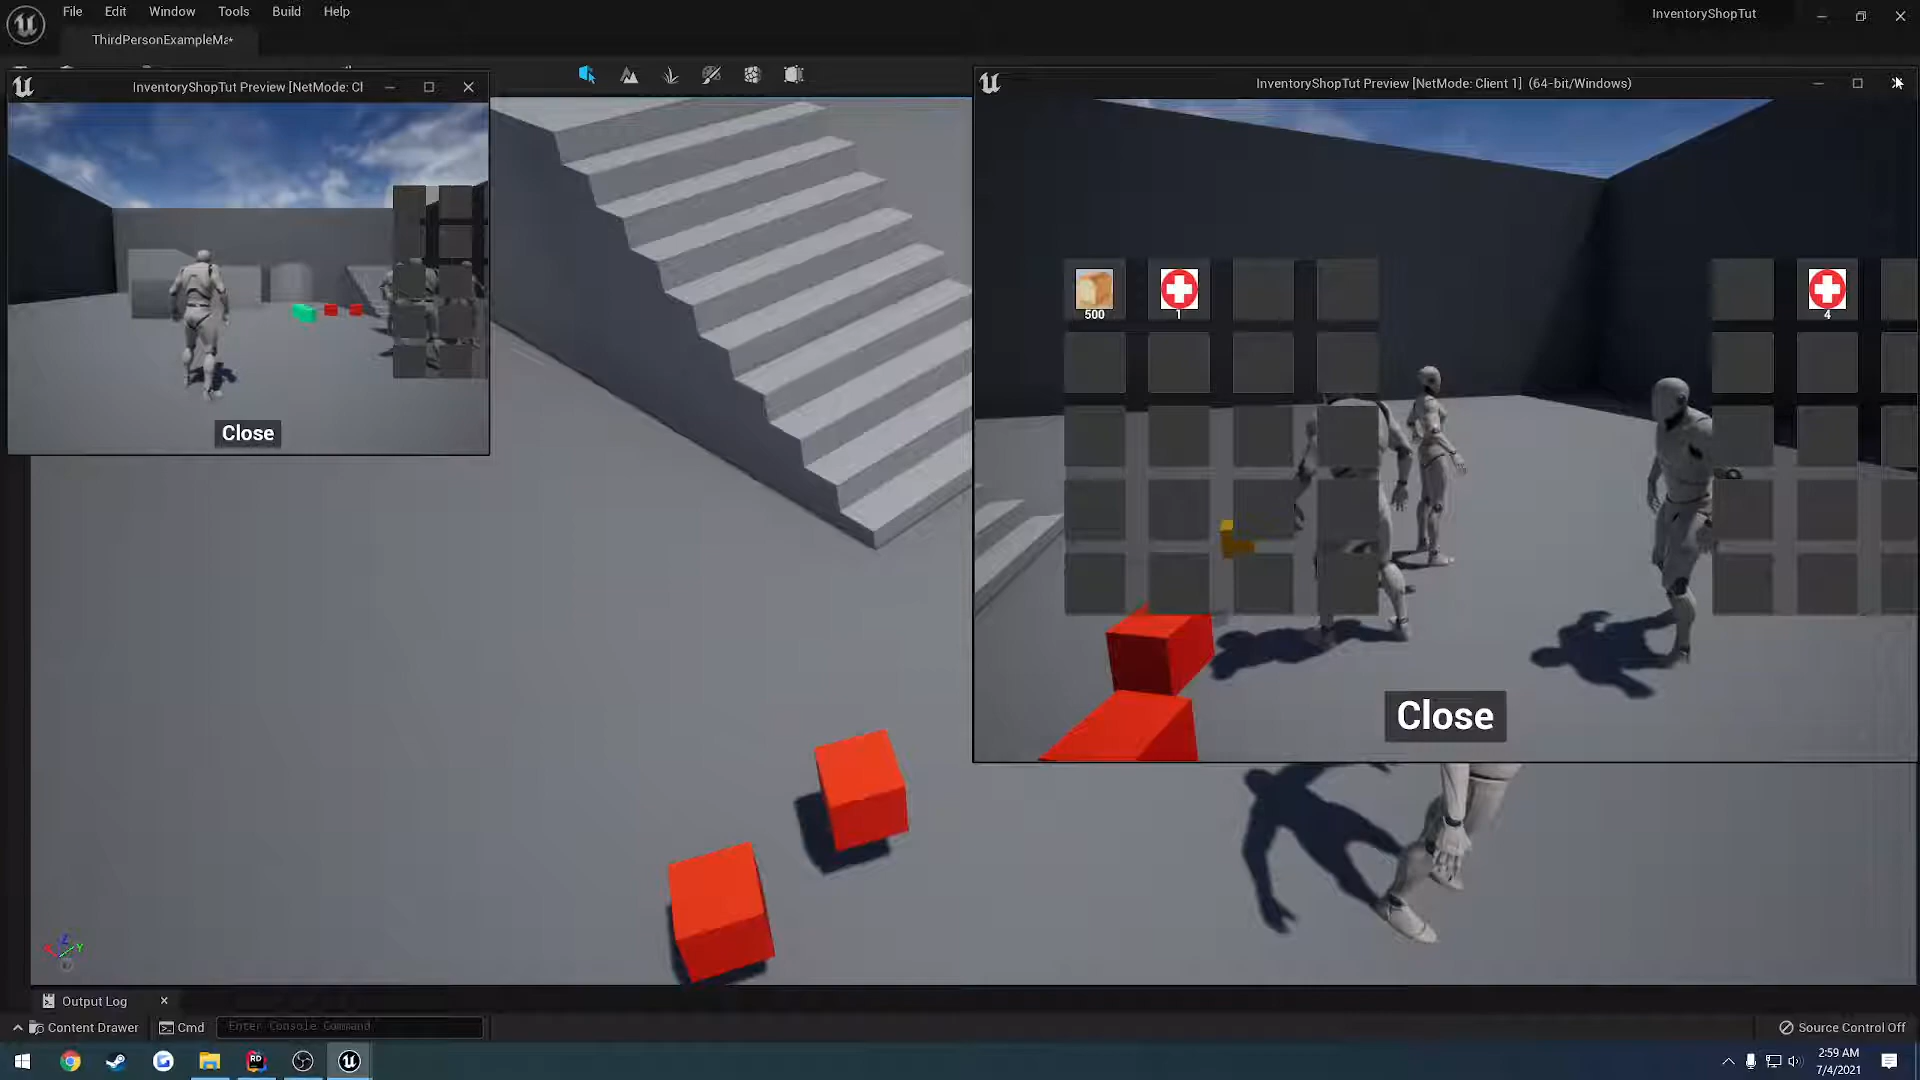 File Edit Window Tools Build Help
InventoryShopTut
ThirdPersonExampleMa*
InventoryShopTut Preview [NetMode: Cl
InventoryShopTut Preview [NetMode: Client 1] (64-bit/Windows)
500
1
4
Close
Close
Output Log
Content Drawer
Cmd
Enter Console Command
Source Control Off
RD
2:59 AM
7/4/2021